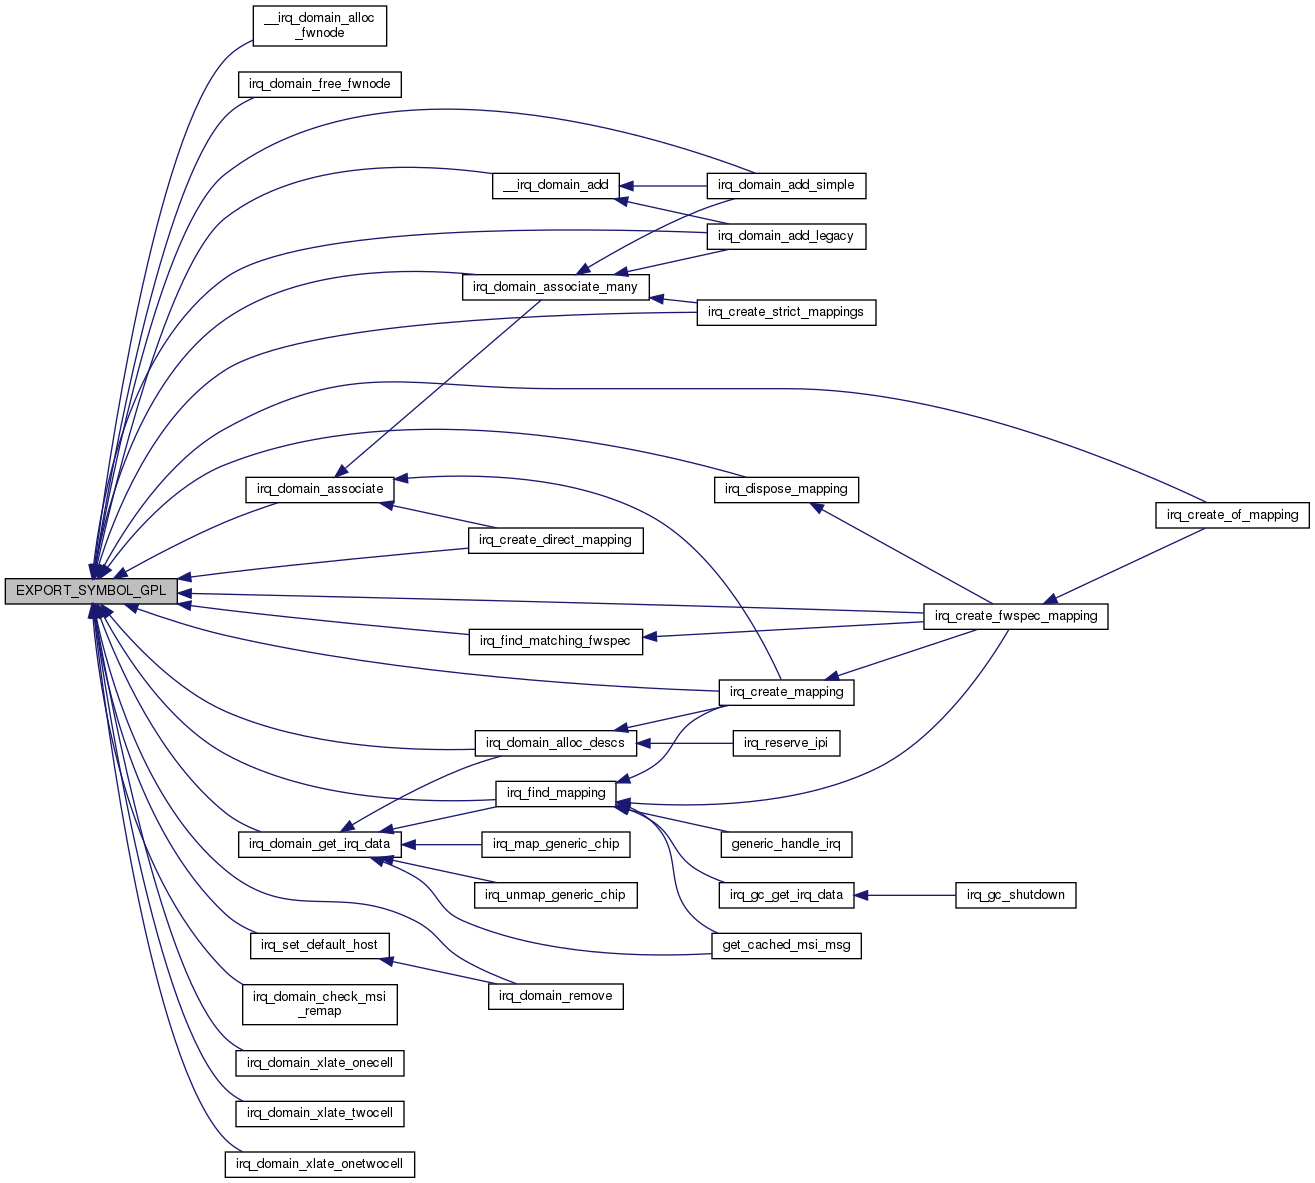 __irq_domain_alloc
_fwnode
irq_domain_free_fwnode
__irq_domain_add
irq_domain_add_simple
irq_domain_add_legacy
irq_domain_associate_many
irq_create_strict_mappings
irq_domain_associate
irq_dispose_mapping
irq_create_of_mapping
irq_create_direct_mapping
EXPORT_SYMBOL_GPL
irq_create_fwspec_mapping
irq_find_matching_fwspec
irq_create_mapping
irq_domain_alloc_descs
irq_reserve_ipi
irq_find_mapping
irq_domain_get_irq_data
irq_map_generic_chip
generic_handle_irq
irq_unmap_generic_chip
irq_gc_get_irq_data
irq_gc_shutdown
irq_set_default_host
get_cached_msi_msg
irq_domain_check_msi
_remap
irq_domain_remove
irq_domain_xlate_onecell
irq_domain_xlate_twocell
irq_domain_xlate_onetwocell